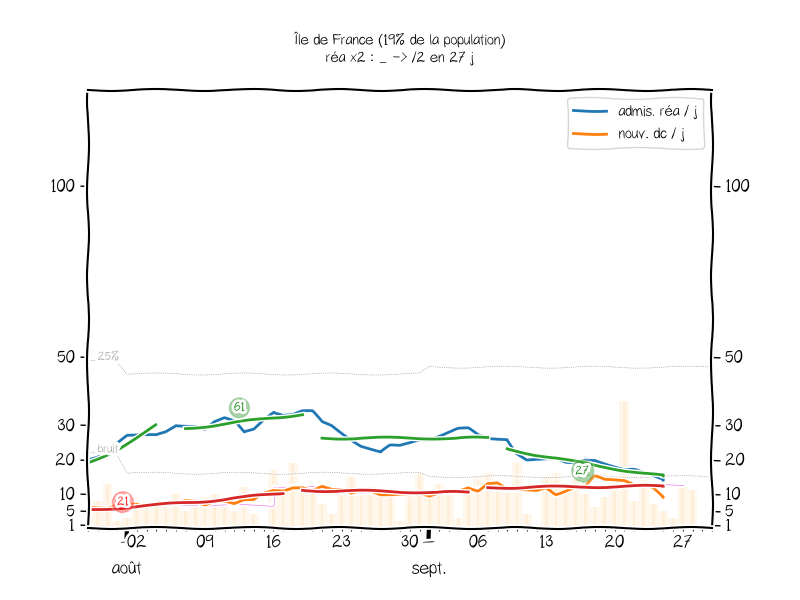 Île de France (19% de la population)
réa x2 : _ -> /2 en 27 j
admis. réa / j
nouv. dc / j
100
100
50
25%
50
61
30
30
bruit
20
27
20
10
21
10
5
5
1
1
02 09 16 23 30 06 13 20 27
août sept.